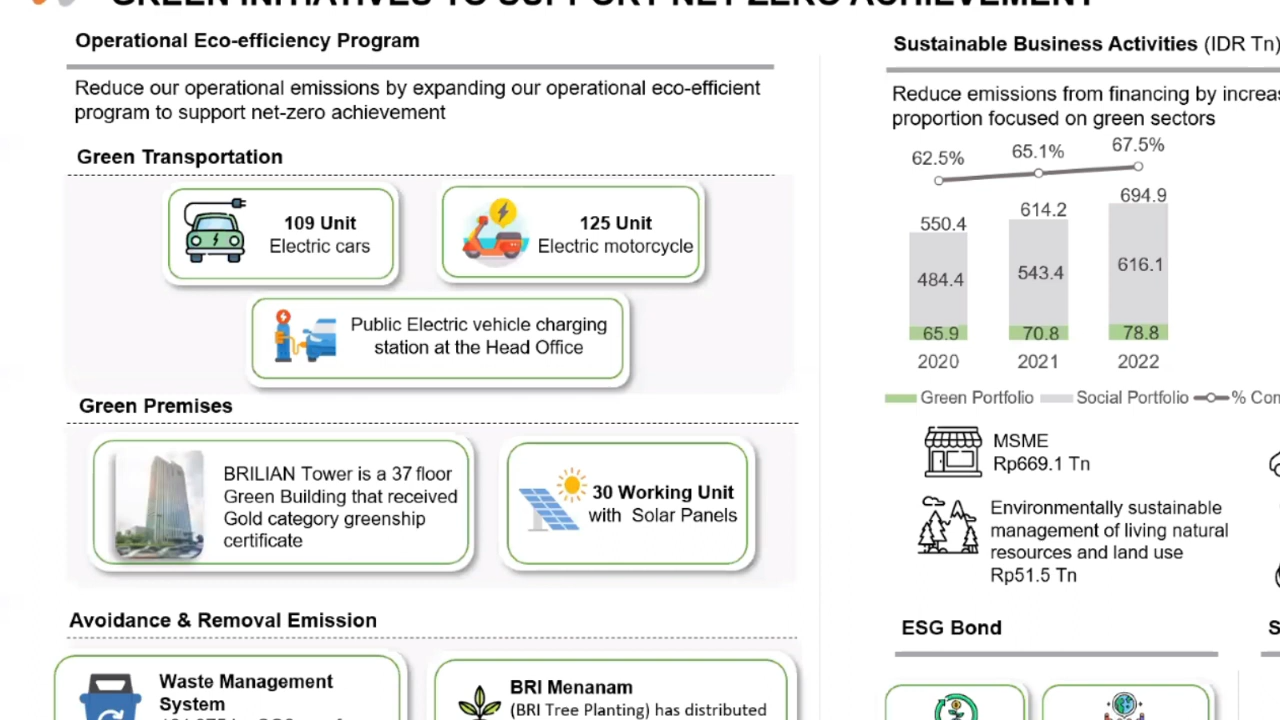 GREEN INITIATIVES TO SUPPORT NET ZERO ACHIEVEMENT
Operational Eco-efficiency Program
Reduce our operational emissions by expanding our operational eco-efficient
program to support net-zero achievement
Green Transportation
109 Unit
Electric cars
125 Unit
Electric motorcycle
Public Electric vehicle charging
station at the Head Office
Green Premises
BRILIAN Tower is a 37 floor
Green Building that received
Gold category greenship
certificate
30 Working Unit
with Solar Panels
Avoidance & Removal Emission
Waste Management
System
BRI Menanam
(BRI Tree Planting) has distributed
Sustainable Business Activities (IDR Tn)
Reduce emissions from financing by
proportion focused on green sectors
62.5% 65.1% 67.5%
550.4 614.2 694.9
484.4 543.4 616.1
65.9 70.8 78.8
2020 2021 2022
Green Portfolio Social Portfolio %
MSME
Rp669.1 Tn
Environmentally sustainable
management of living natural
resources and land use
Rp51.5 Tn
ESG Bond